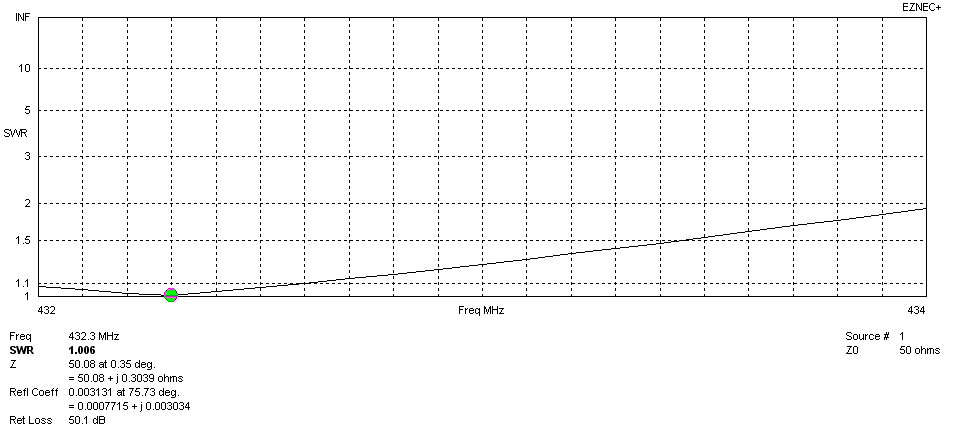 EZNEC+
INF
10
5
SWR
3
2
1.5
1.1
1
432
Freq MHz
434
Freq 432.3 MHz
SWR 1.006
Z 50.08 at 0.35 deg.
= 50.08 + j 0.3039 ohms
Refl Coeff 0.003131 at 75.73 deg.
= 0.0007715 + j 0.003034
Ret Loss 50.1 dB
Source # 1
Z0 50 ohms